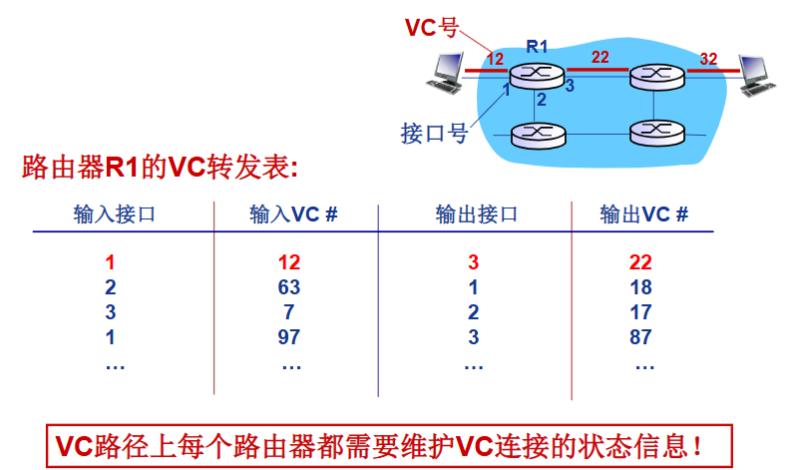 VC号
R1
12
22
32
1
2
3
接口号
路由器R1的VC转发表:
输入接口 输入VC # 输出接口 输出VC #
1 12 3 22
2 63 1 18
3 7 2 17
1 97 3 87
… … … …
VC路径上每个路由器都需要维护VC连接的状态信息！